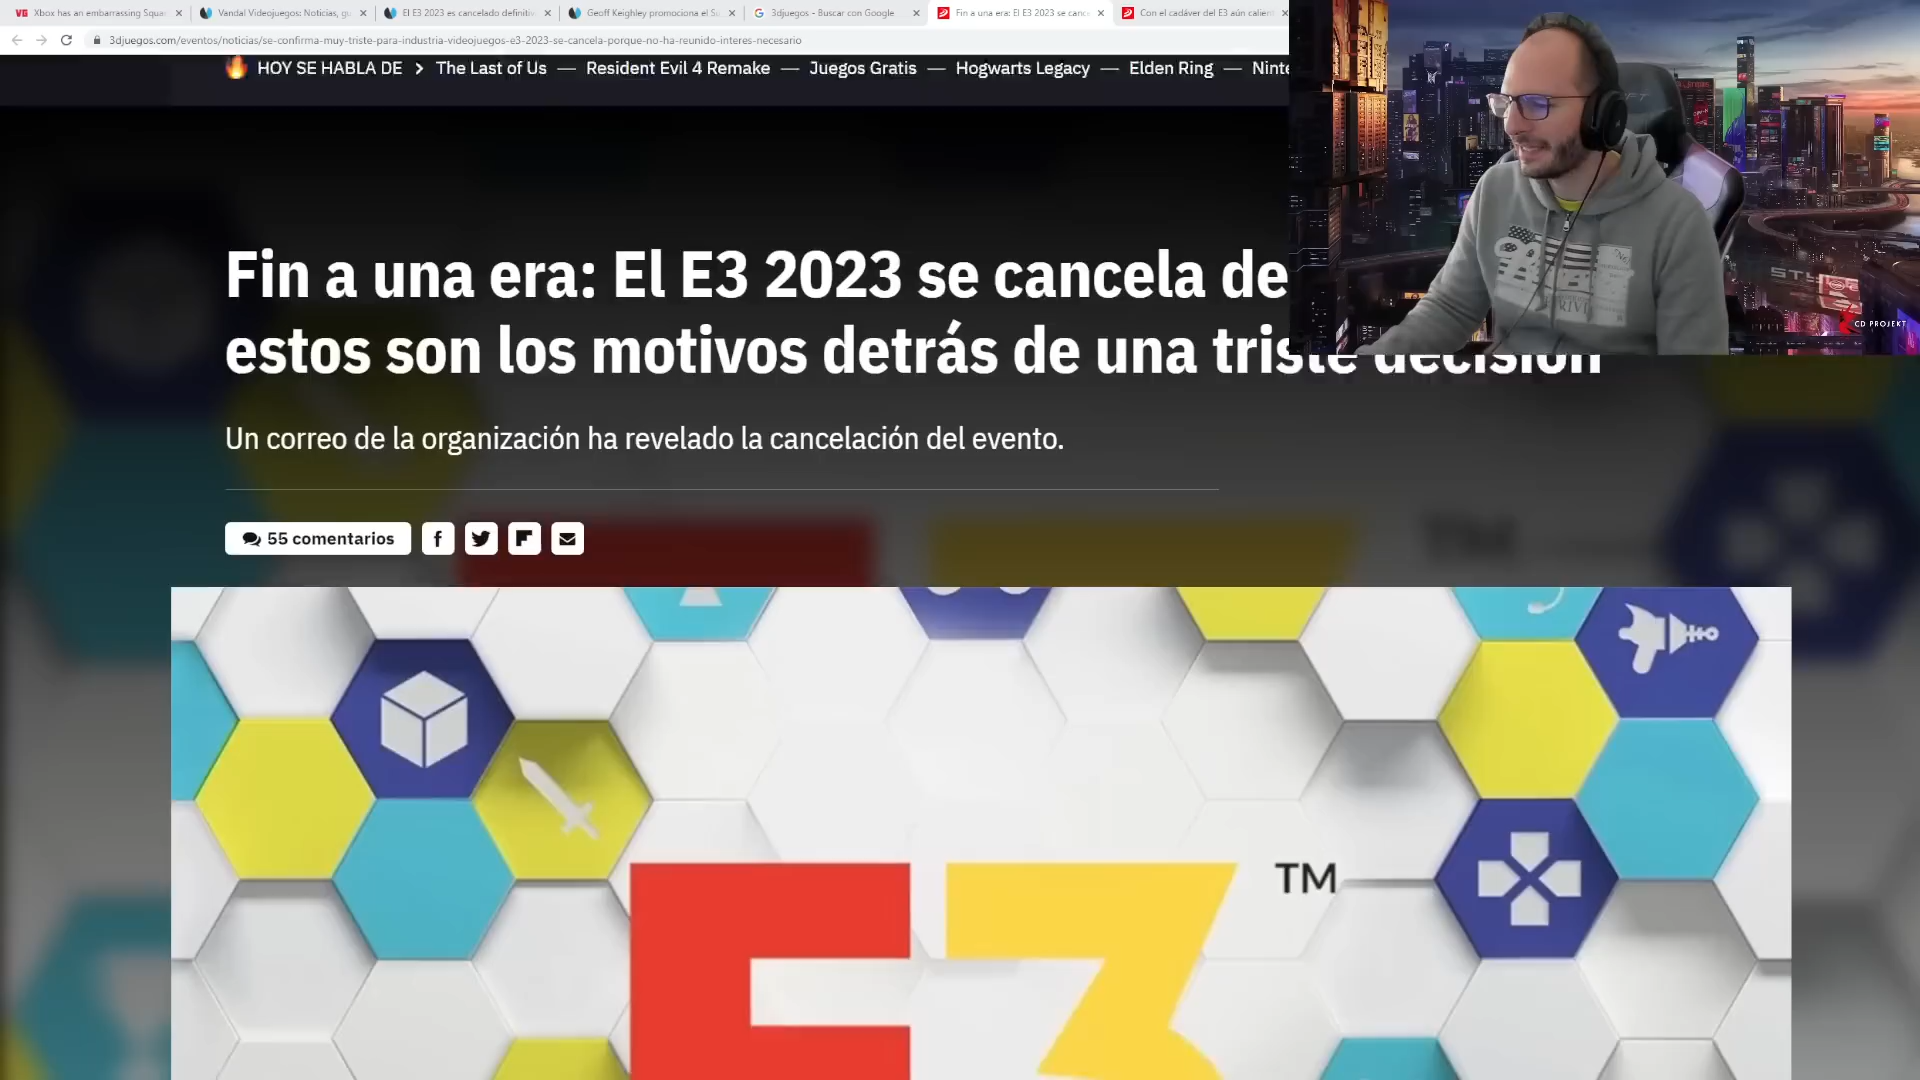 VG Xbox has an embarrassing Squar
Vandal Videojuegos: Noticias, gu
El E3 2023 es cancelado definitiv
Geoff Keighley promociona el Su
3djuegos - Buscar con Google
Fin a una era: El E3 2023 se cance
Con el cadáver del E3 aún calien
3djuegos.com/eventos/noticias/se-confirma-muy-triste-para-industria-videojuegos-e3-2023-se-cancela-porque-no-ha-reunido-interes-necesario
HOY SE HABLA DE > The Last of Us — Resident Evil 4 Remake — Juegos Gratis — Hogwarts Legacy — Elden Ring — Ninte
Fin a una era: El E3 2023 se cancela de
estos son los motivos detrás de una triste decisión
Un correo de la organización ha revelado la cancelación del evento.
55 comentarios
E3 TM
CD PROJEKT